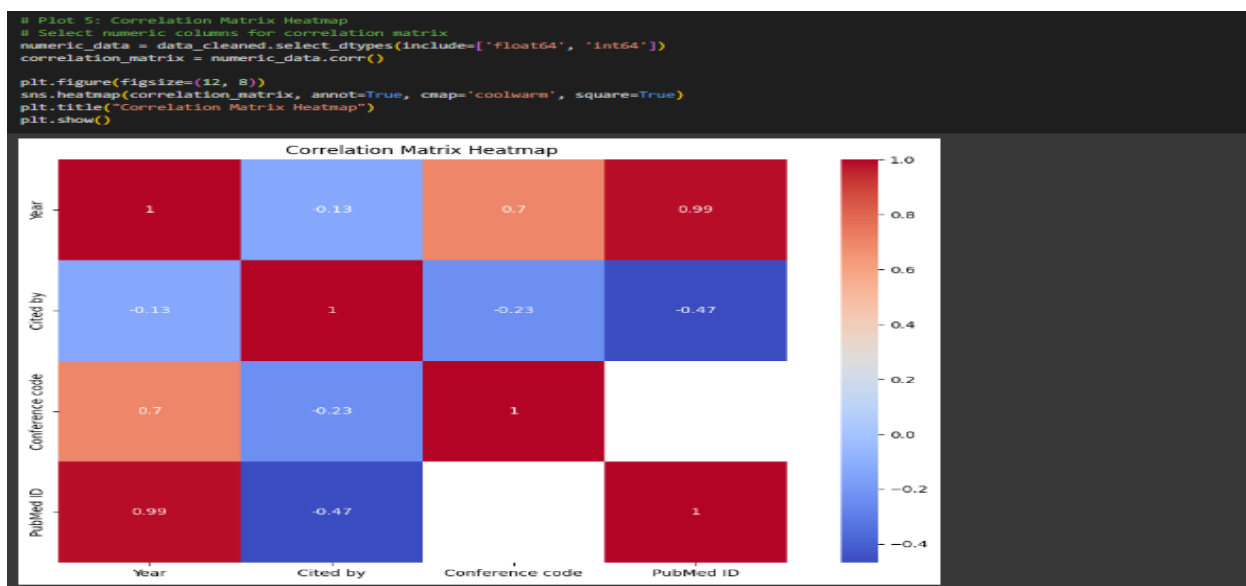 # Plot 5: Correlation Matrix Heatmap
# Select numeric columns for correlation matrix
numeric_data = data_cleaned.select_dtypes(include=['float64', 'int64'])
correlation_matrix = numeric_data.corr()
plt.figure(figsize=(12, 8))
sns.heatmap(correlation_matrix, annot=True, cmap='coolwarm', square=True)
plt.title("Correlation Matrix Heatmap")
plt.show()
Correlation Matrix Heatmap
Year
1
-0.13
0.7
0.99
Cited by
-0.13
1
-0.23
-0.47
Conference code
0.7
-0.23
1
PubMed ID
0.99
-0.47
1
Year
Cited by
Conference code
PubMed ID
1.0
0.8
0.6
0.4
0.2
0.0
−0.2
−0.4